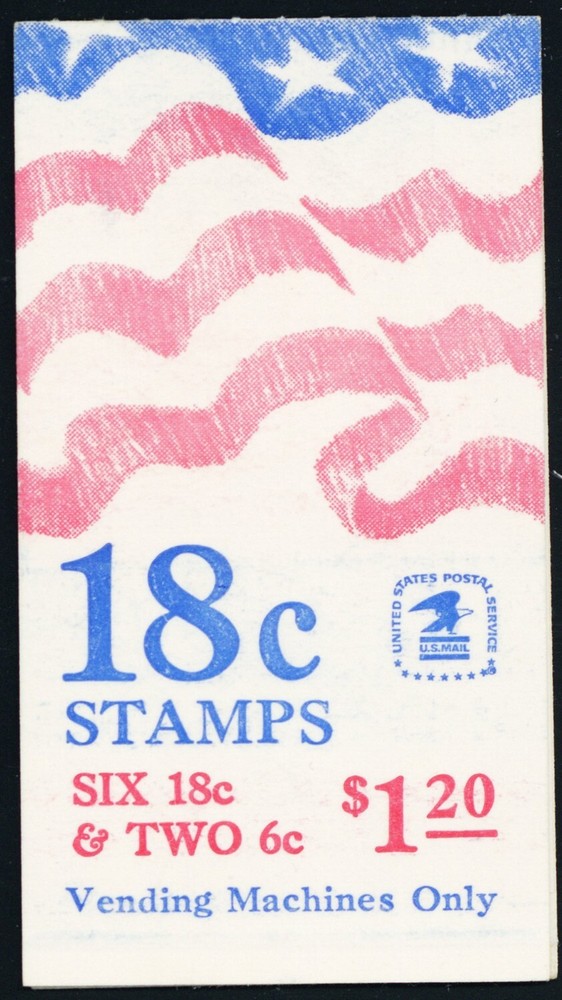 18c
STAMPS
UNITED STATES POSTAL SERVICE
U.S.MAIL
SIX 18c
& TWO 6c
$1 20
Vending Machines Only